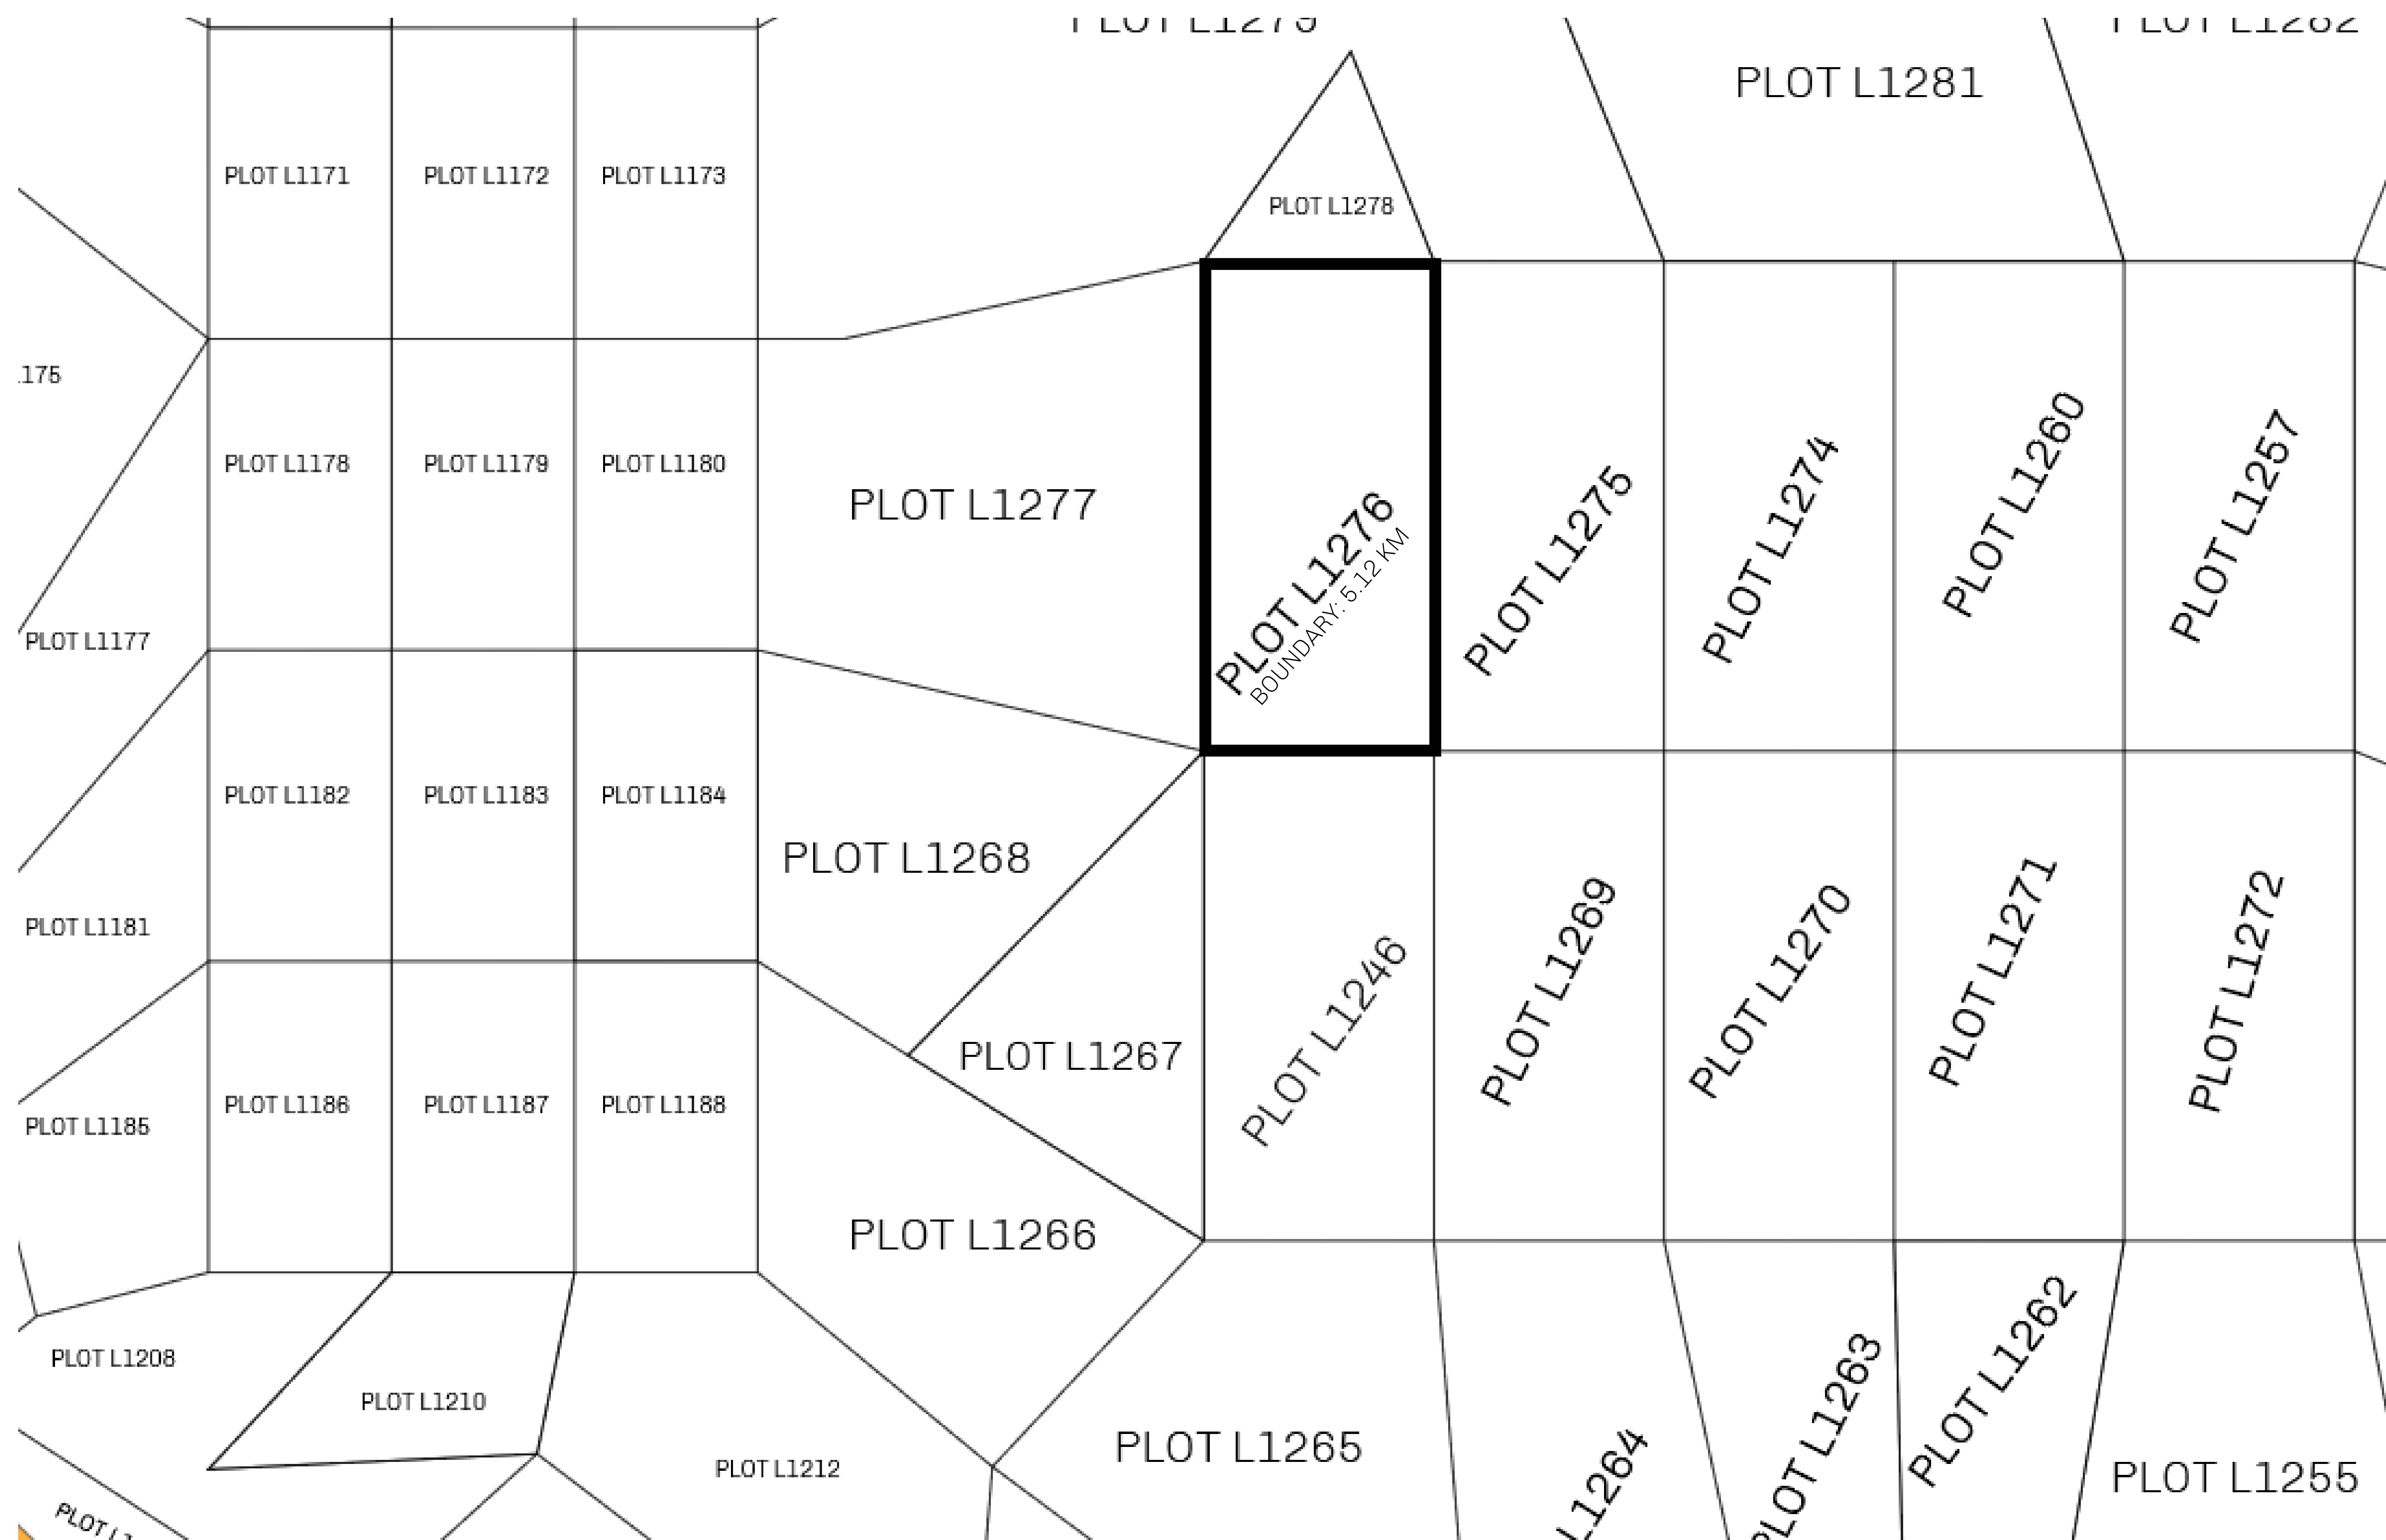 PLOT L1281
PLOT L1171
PLOT L1172
PLOT L1173
PLOT L1278
PLOT L1178
PLOT L1179
PLOT L1180
PLOT L1277
PLOT L1276
BOUNDARY: 5.12 KM
PLOT L1275
PLOT L1274
PLOT L1260
PLOT L1257
PLOT L1177
PLOT L1182
PLOT L1183
PLOT L1184
PLOT L1268
PLOT L1181
PLOT L1267
PLOT L1246
PLOT L1269
PLOT L1270
PLOT L1271
PLOT L1272
PLOT L1185
PLOT L1186
PLOT L1187
PLOT L1188
PLOT L1266
PLOT L1208
PLOT L1210
PLOT L1212
PLOT L1265
L1264
PLOT L1263
PLOT L1262
PLOT L1255